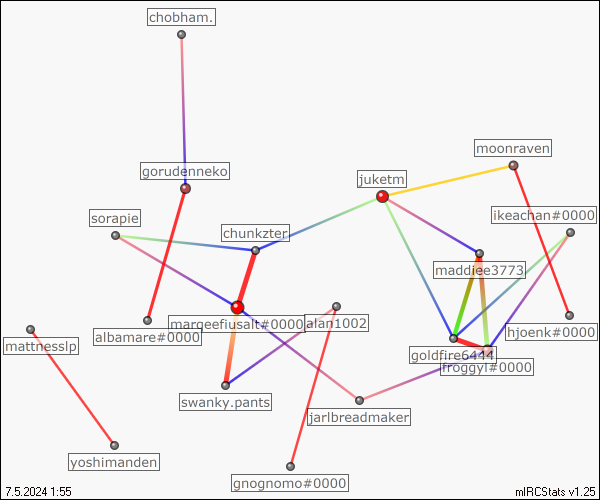 chobham.
moonraven
gorudenneko
juketm
sorapie
ikeachan#0000
chunkzter
maddiee3773
marqeefiusalt#0000
alan1002
albamare#0000
hjoenk#0000
mattnesslp
goldfire6444
froggyl#0000
swanky.pants
jarlbreadmaker
yoshimanden
gnognomo#0000
7.5.2024 1:55
mIRCStats v1.25